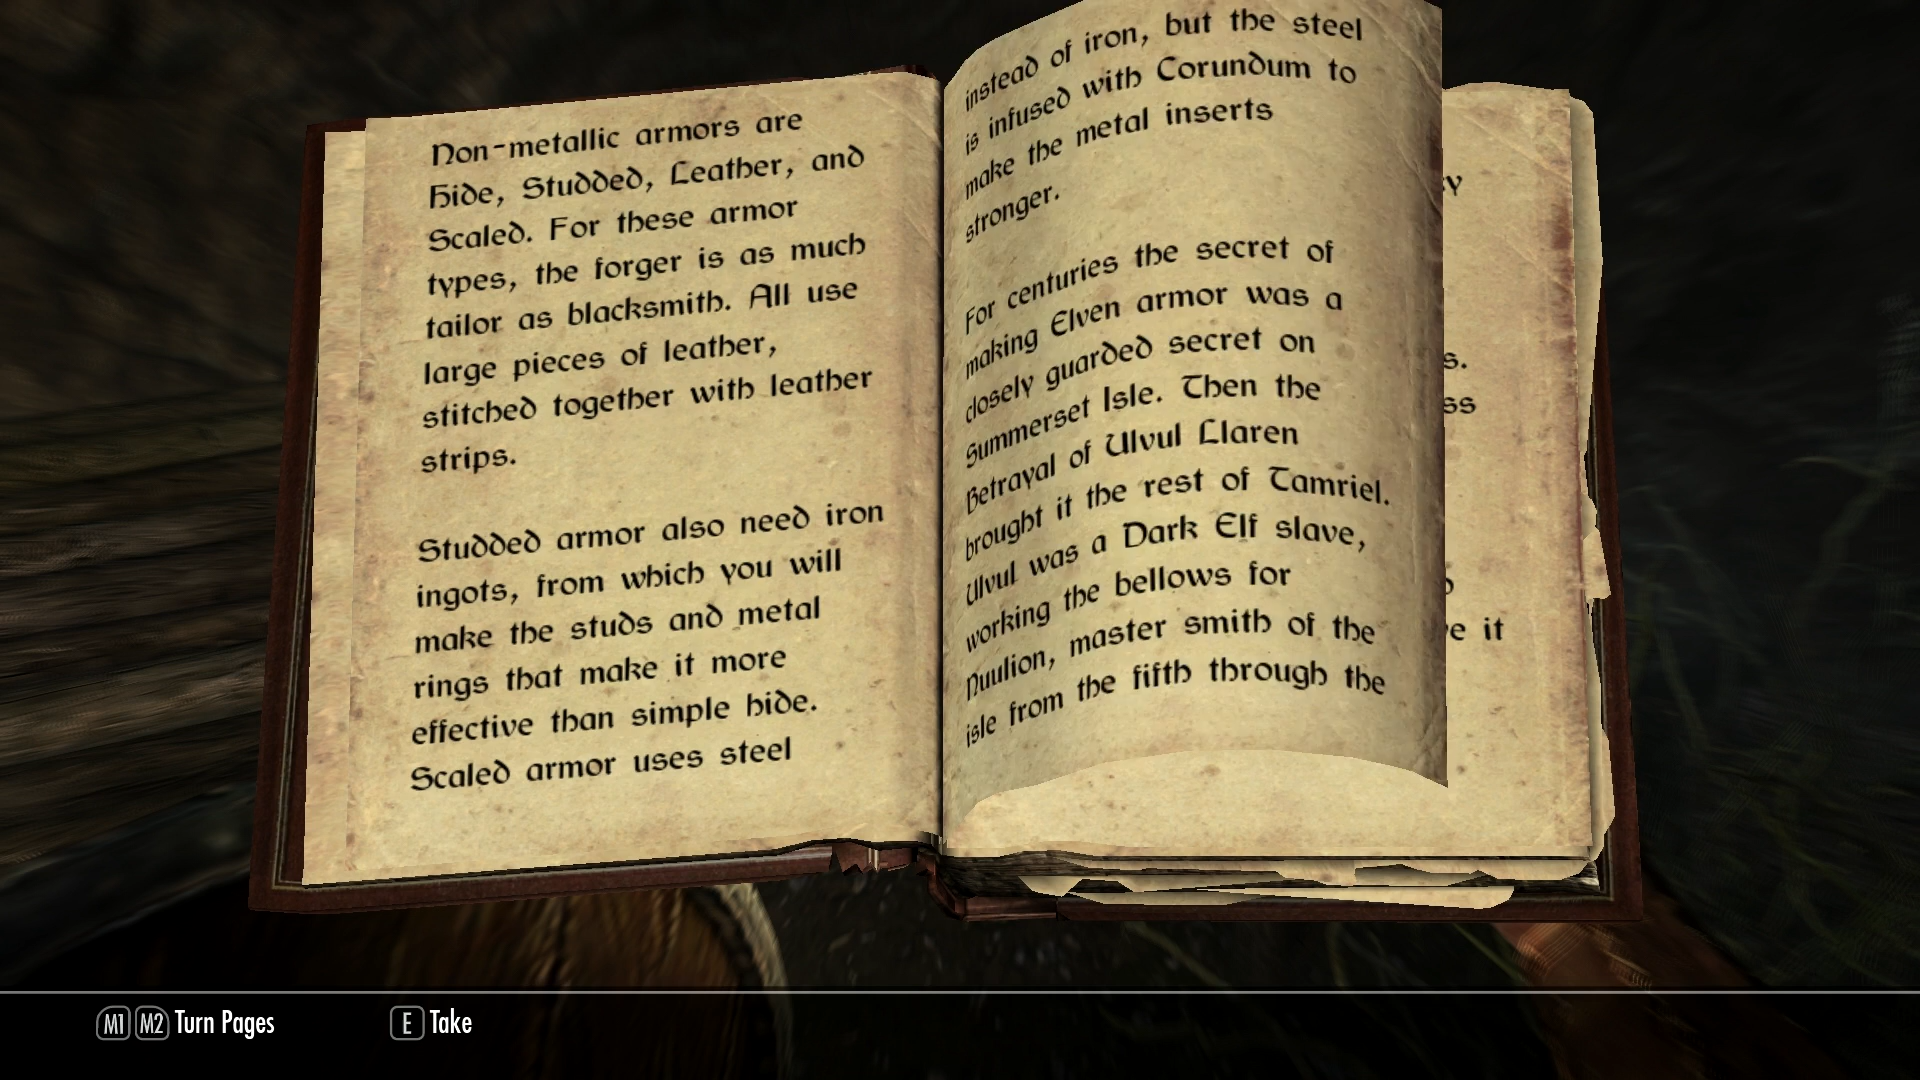 Non-metallic armors are
Hide, Studded, Leather, and
Scaled. For these armor
types, the forger is as much
tailor as blacksmith. All use
large pieces of leather,
stitched together with leather
strips.
Studded armor also need iron
ingots, from which you will
make the studs and metal
rings that make it more
effective than simple hide.
Scaled armor uses steel
instead of iron, but the steel
is infused with Corundum to
make the metal inserts
stronger.
For centuries the secret of
making Elven armor was a
closely guarded secret on
Summerset Isle. Then the
Betrayal of Ulvul Llaren
brought it the rest of Tamriel.
Ulvul was a Dark Elf slave,
working the bellows for
Nuulion, master smith of the
isle from the fifth through the
it
M1 M2 Turn Pages
E Take